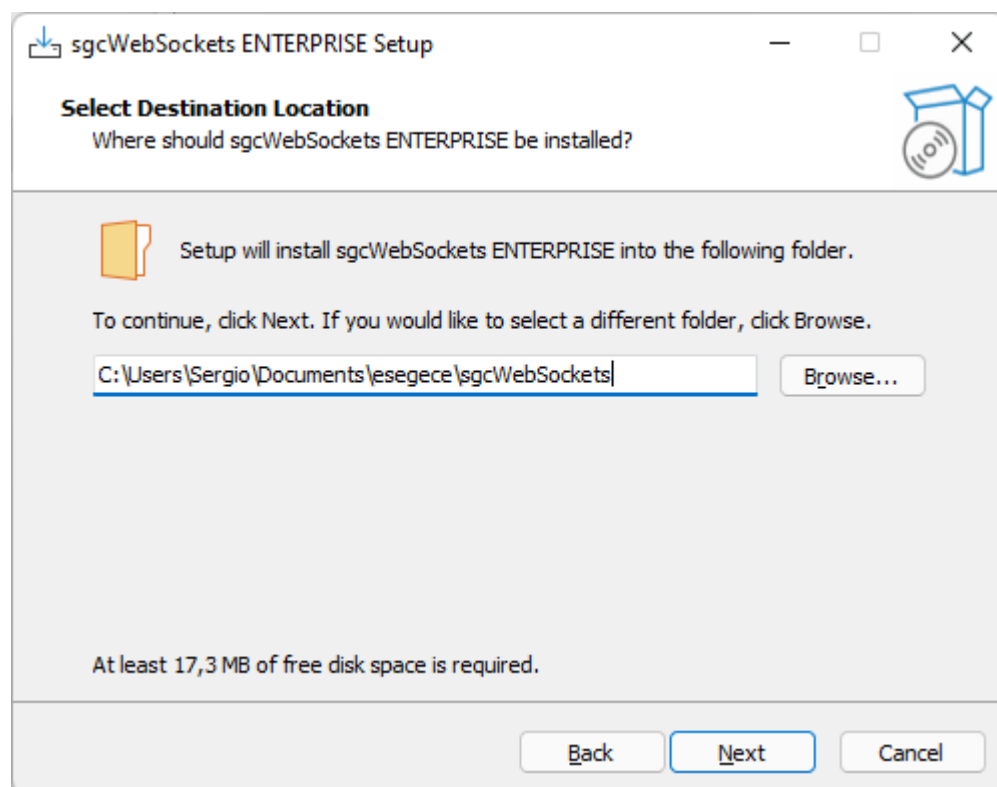 sgcWebSockets ENTERPRISE Setup
Select Destination Location
Where should sgcWebSockets ENTERPRISE be installed?
Setup will install sgcWebSockets ENTERPRISE into the following folder.
To continue, click Next. If you would like to select a different folder, click Browse.
C:\Users\Sergio\Documents\esegece\sgcWebSockets
Browse...
At least 17,3 MB of free disk space is required.
Back
Next
Cancel